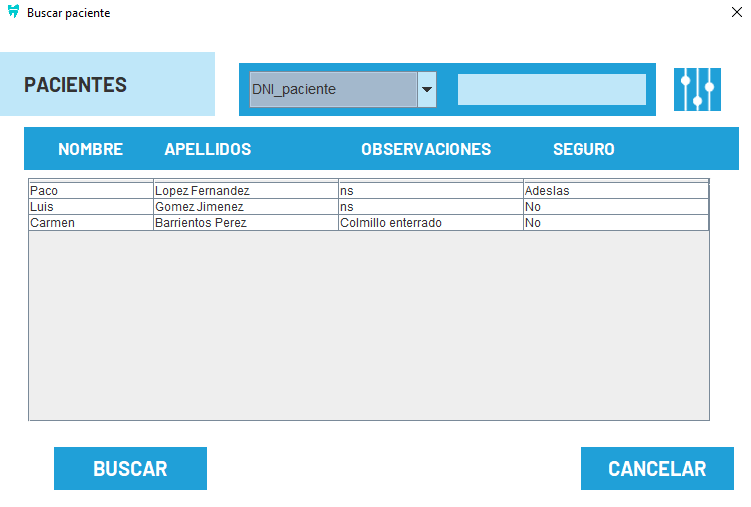 Buscar paciente
PACIENTES
DNI_paciente
NOMBRE APELLIDOS OBSERVACIONES SEGURO
Paco Lopez Fernandez ns Adeslas
Luis Gomez Jimenez ns No
Carmen Barrientos Perez Colmillo enterrado No
BUSCAR CANCELAR